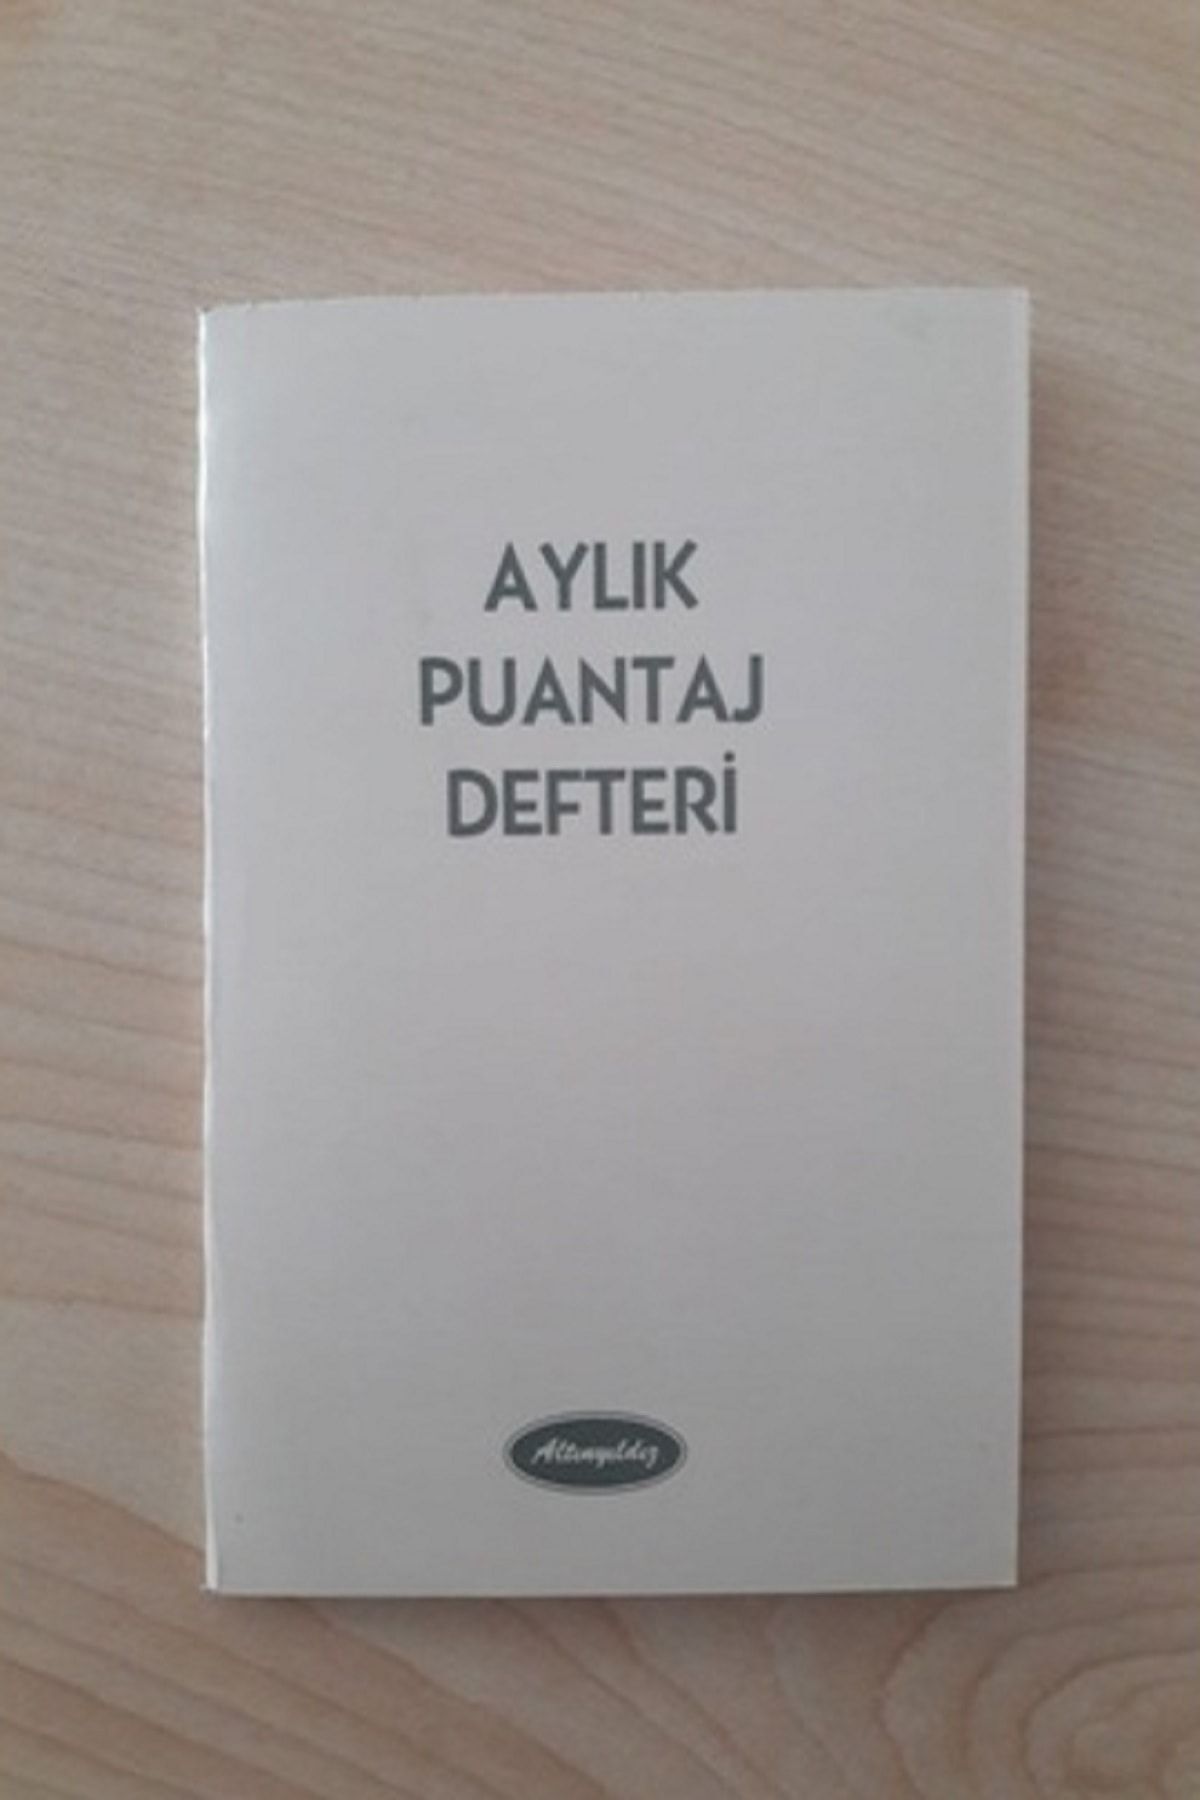 AYLIK
PUANTAJ
DEFTERİ
Altınyıldız